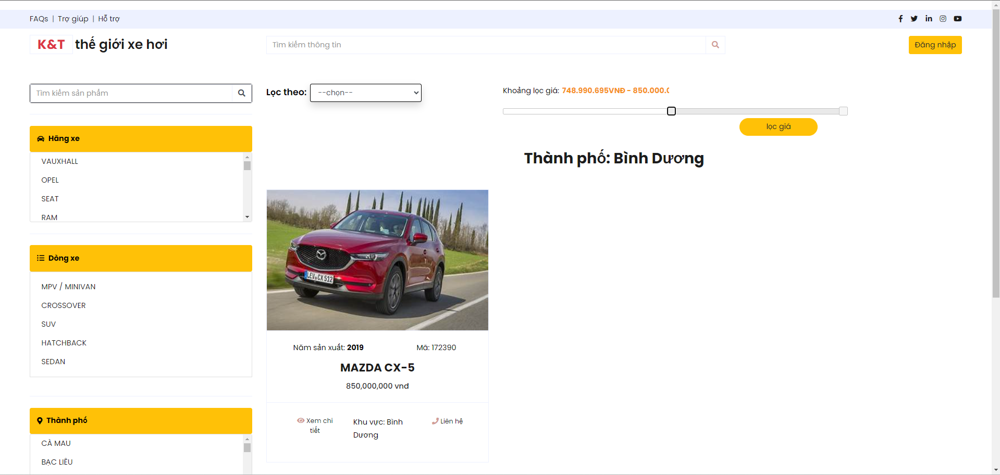 FAQs | Trợ giúp | Hỗ trợ
K&T thế giới xe hơi
Tìm kiếm thông tin
Đăng nhập
Tìm kiếm sản phẩm
Lọc theo: --chọn--
Khoảng lọc giá: 748.990.695VNĐ - 850.000.0
lọc giá
Hãng xe
VAUXHALL
OPEL
SEAT
RAM
Dòng xe
MPV / MINIVAN
CROSSOVER
SUV
HATCHBACK
SEDAN
Thành phố
CÀ MAU
BẠC LIÊU
Thành phố: Bình Dương
LEV CX 512
Năm sản xuất: 2019
Mã: 172390
MAZDA CX-5
850,000,000 vnđ
Xem chi
tiết
Khu vực: Bình
Dương
Liên hệ